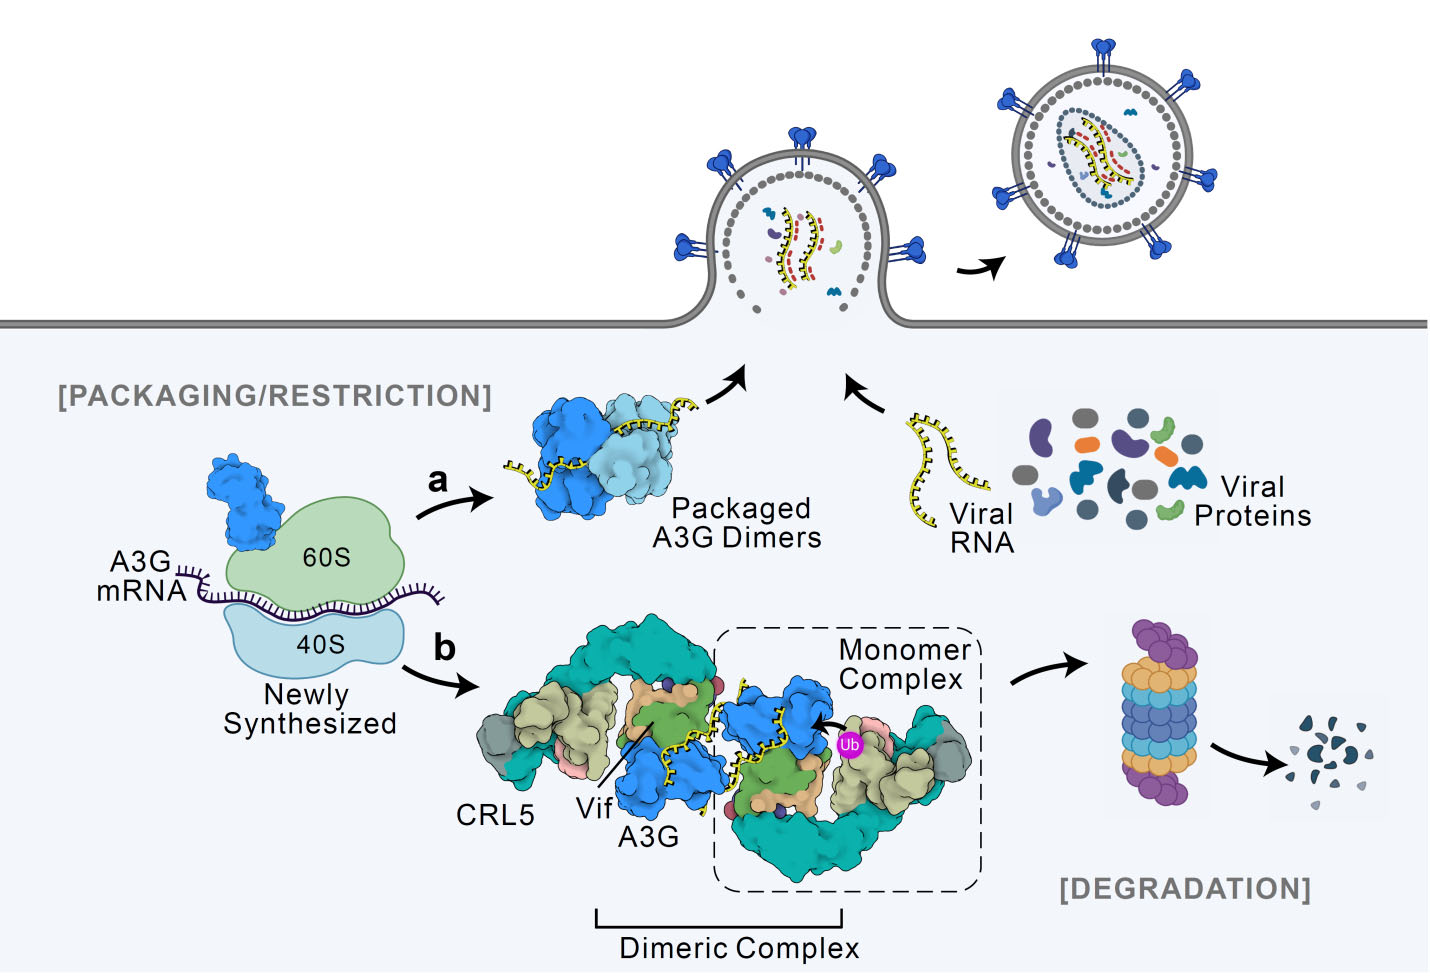 [PACKAGING/RESTRICTION]
a
Packaged
A3G Dimers
Viral
RNA
Viral
Proteins
60S
A3G
mRNA
40S
Newly
Synthesized
b
Monomer
Complex
Ub
CRL5
Vif
A3G
[DEGRADATION]
Dimeric Complex